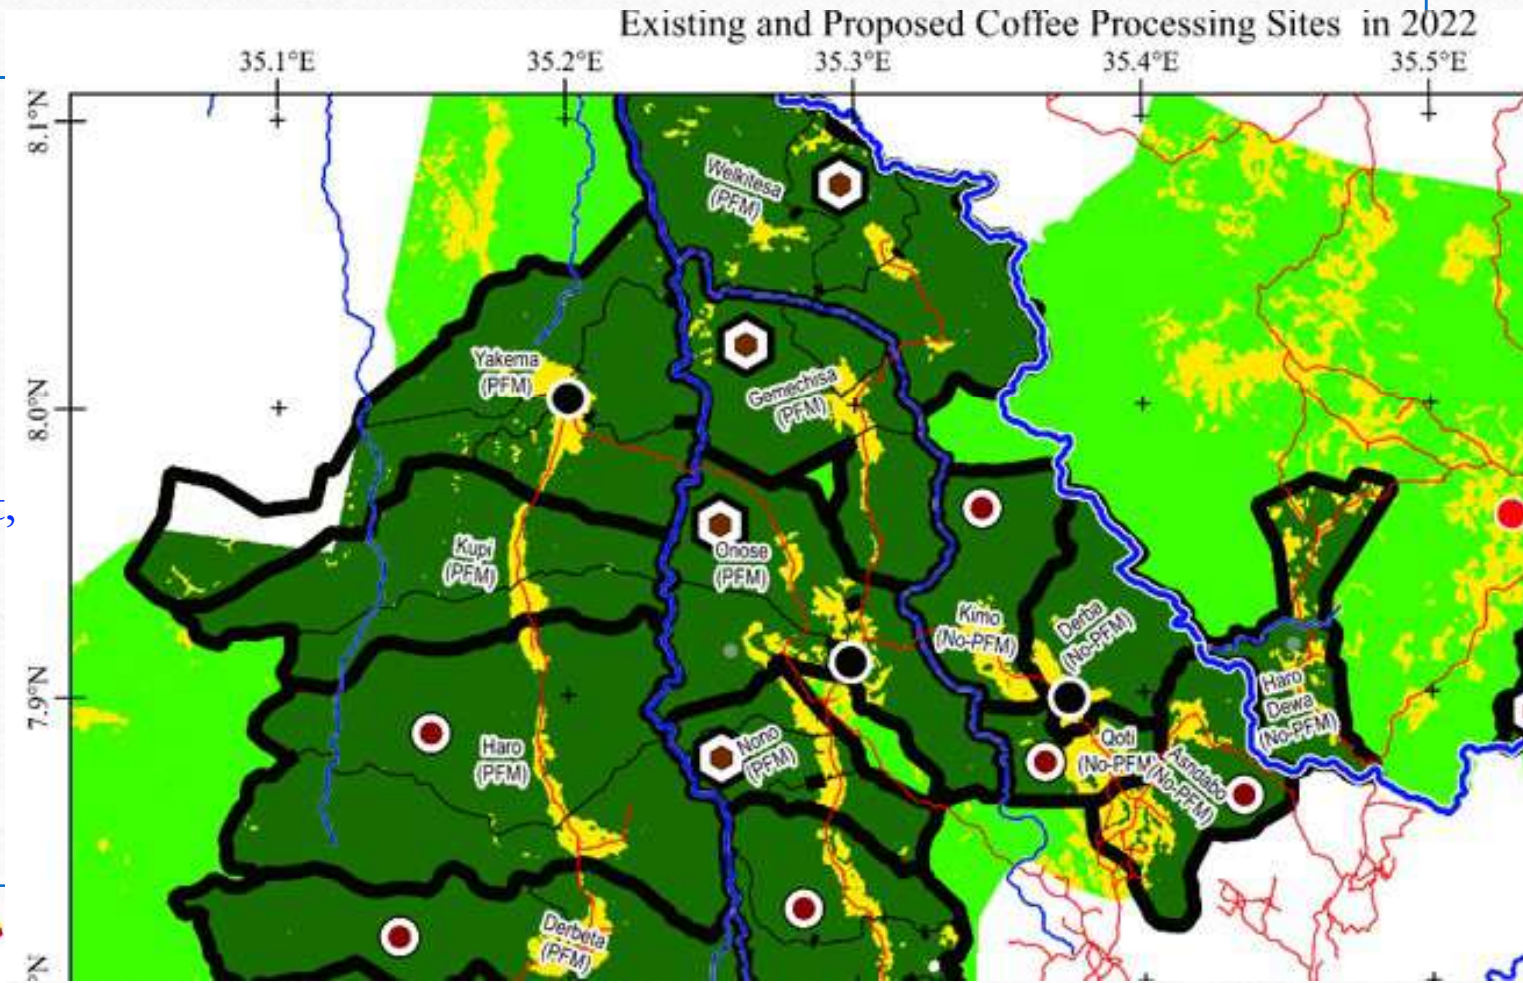 Existing and Proposed Coffee Processing Sites in 2022
35.1°E
35.2°E
35.3°E
35.4°E
35.5°E
8.1°N
8.0°N
7.9°N
°N
Welkitesa
(PFM)
Yakema
(PFM)
Gemechisa
(PFM)
Kupi
(PFM)
Onose
(PFM)
Kimo
(No-PFM)
Derba
(No-PFM)
Haro
Dewa
(No-PFM)
Haro
(PFM)
Nono
(PFM)
Qoti
(No-PFM)
Asndabo
(No-PFM)
Derbeta
(PFM)